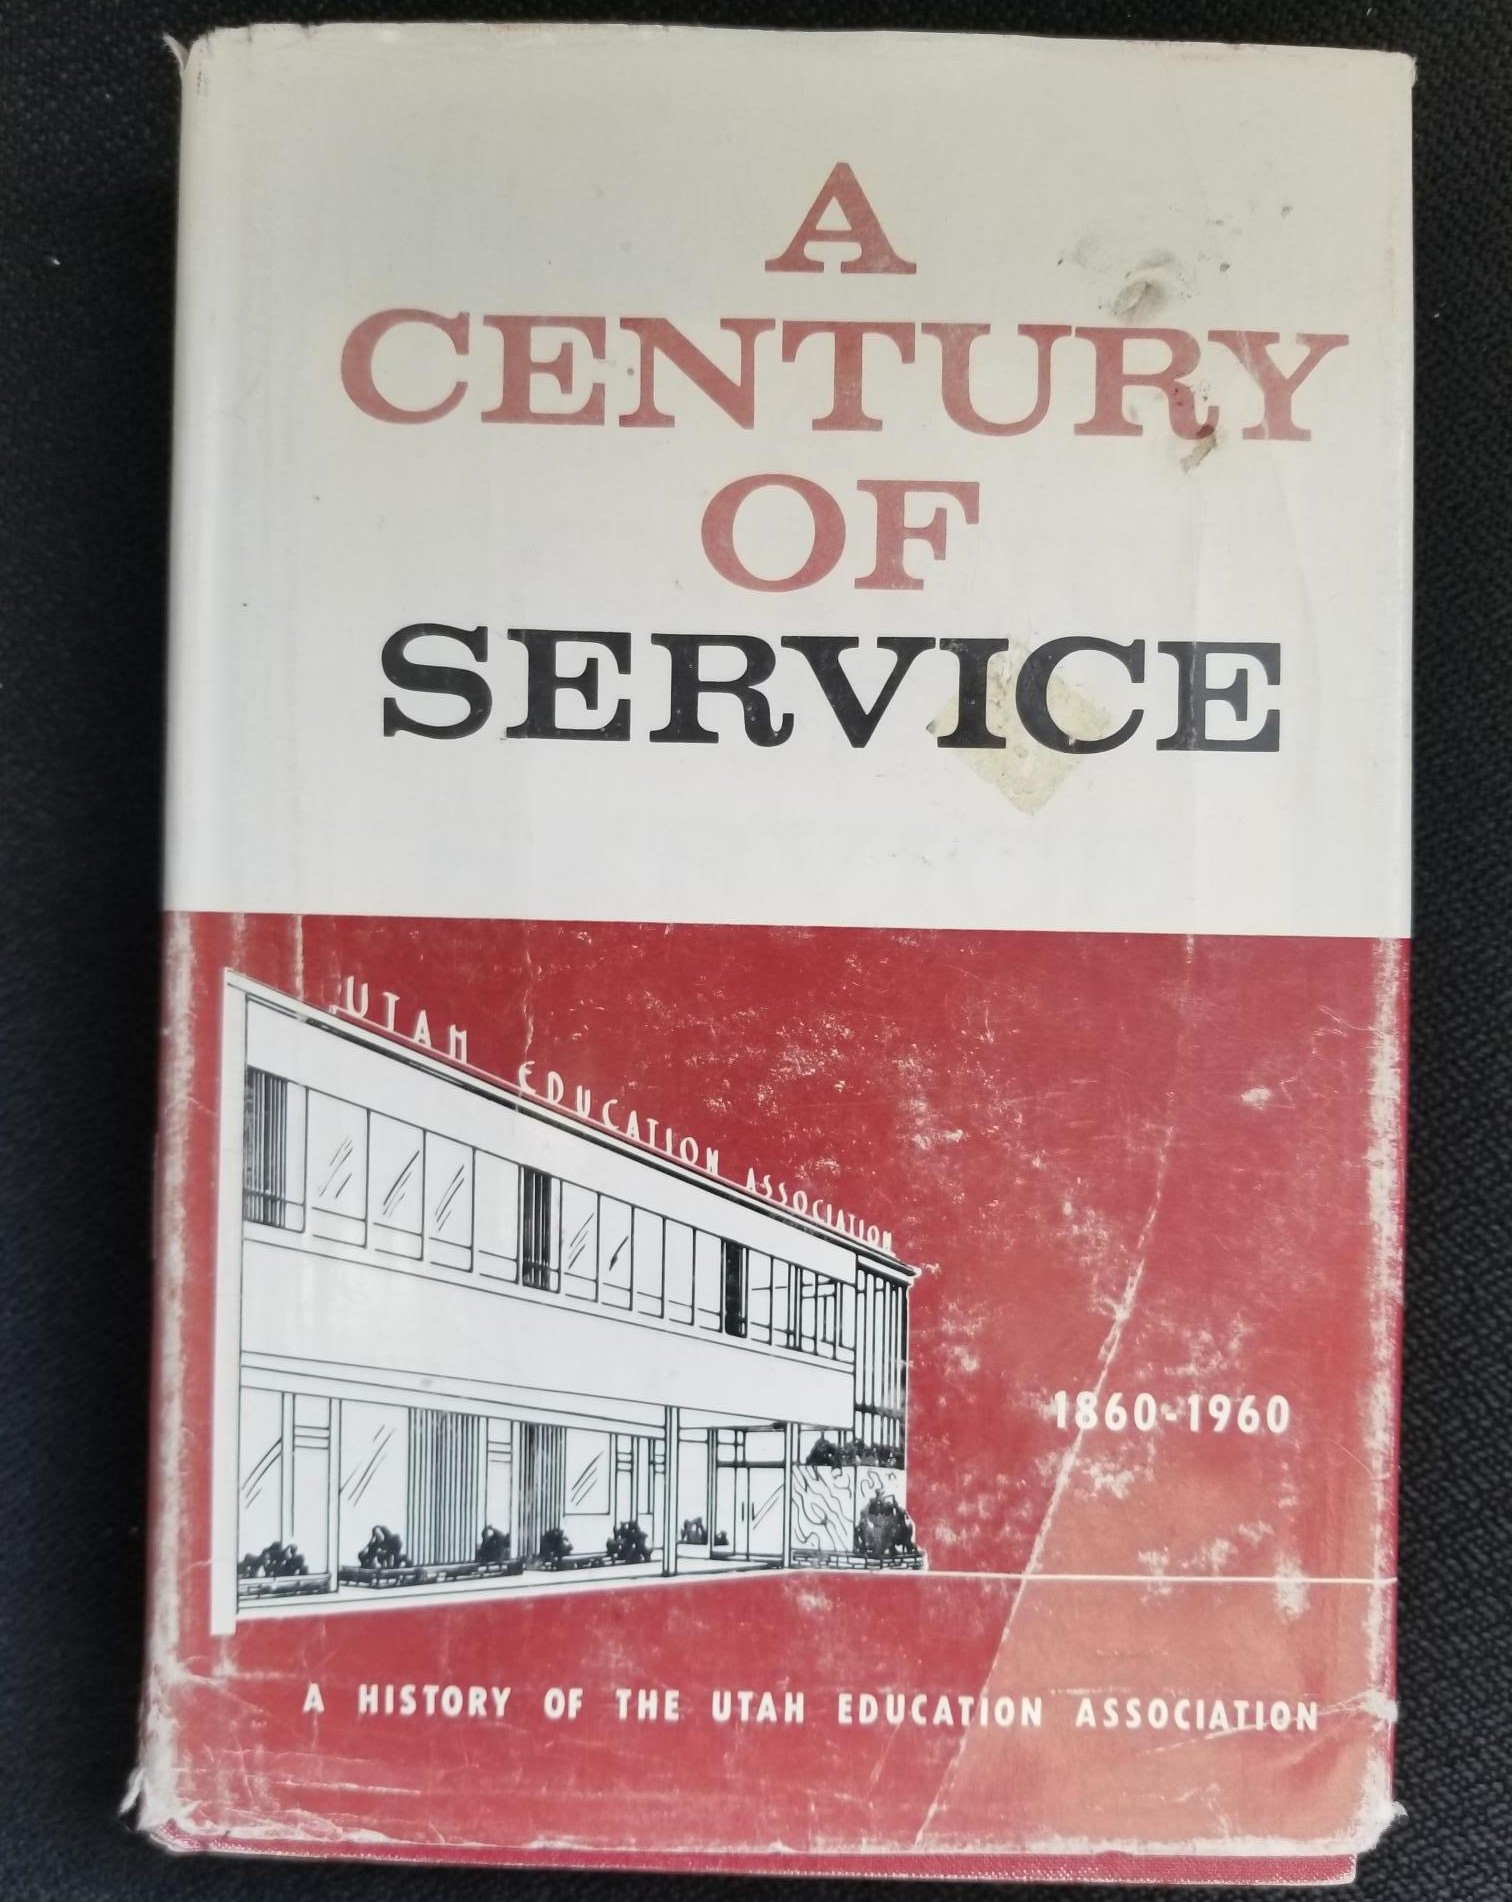 A
CENTURY
OF
SERVICE
UTAH EDUCATION ASSOCIATION
1860-1960
A HISTORY OF THE UTAH EDUCATION ASSOCIATION